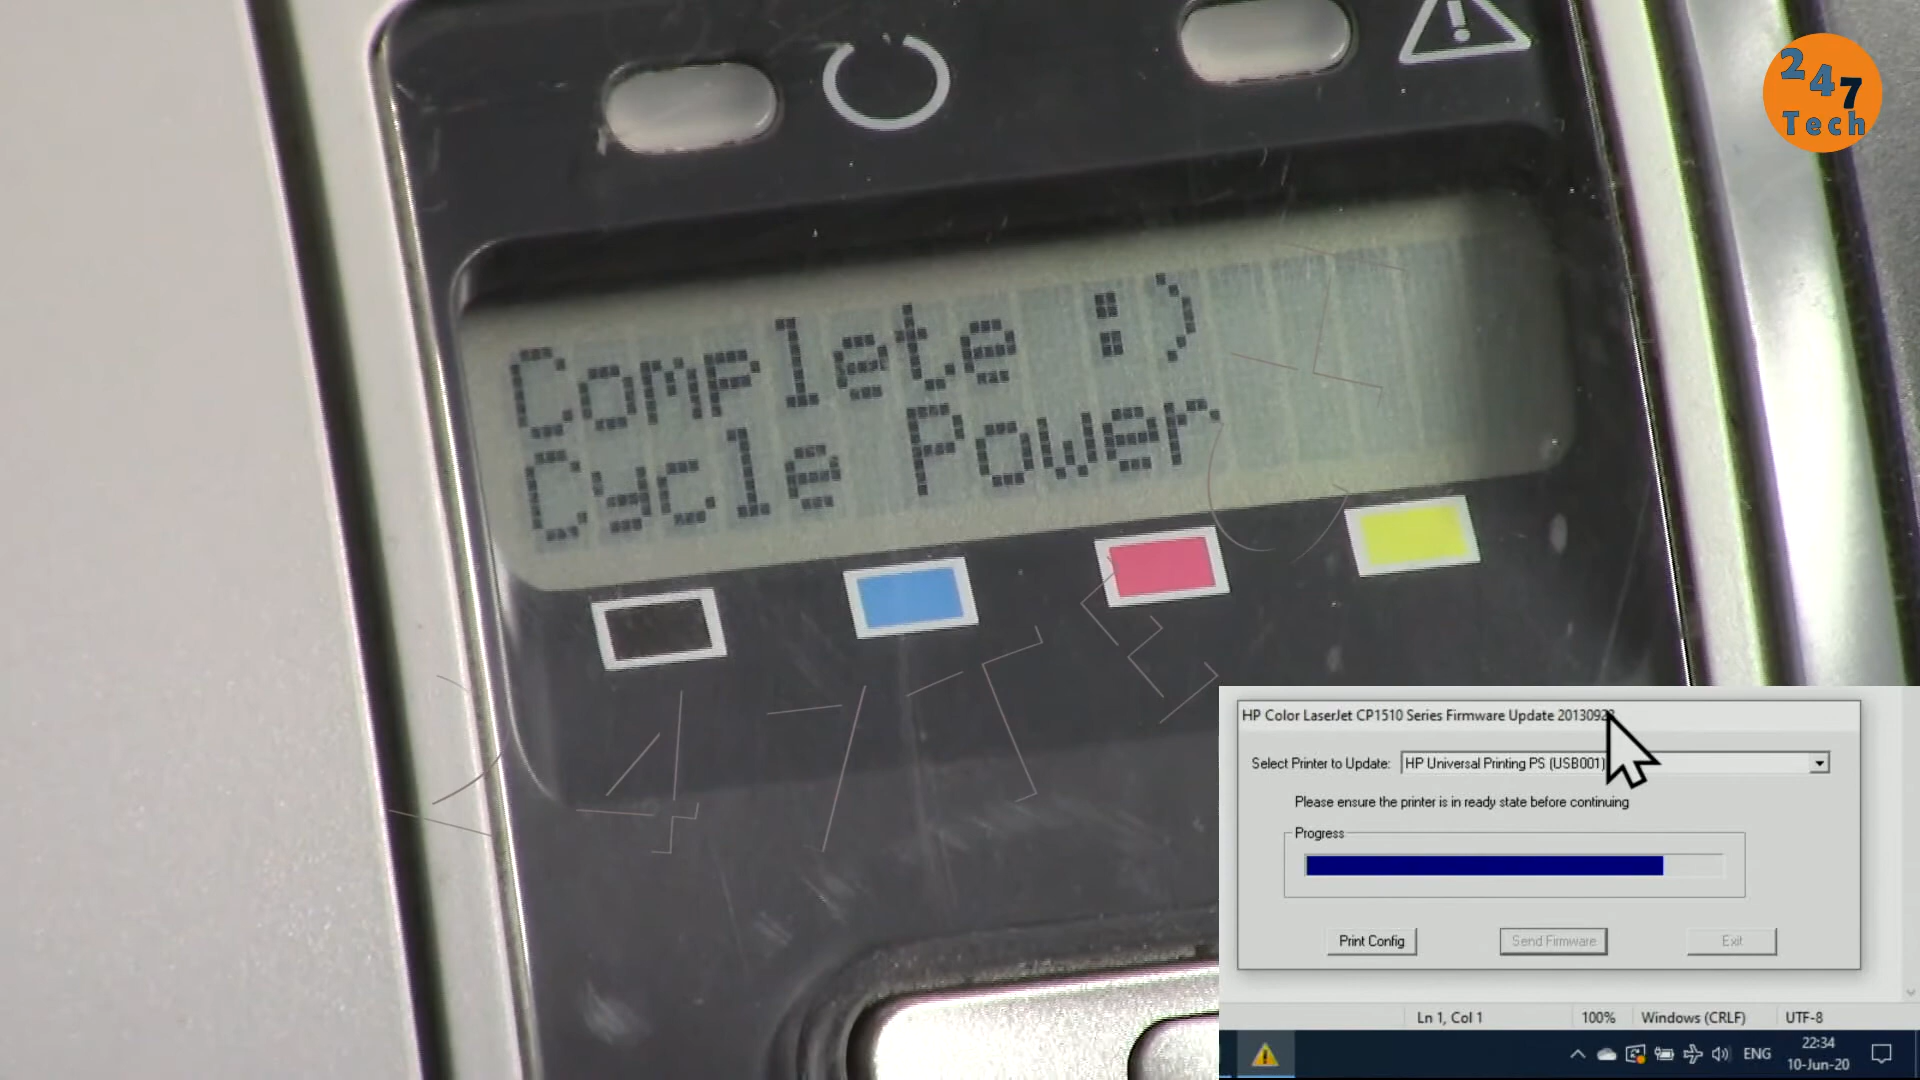 247
Tech
Complete :)
Cycle Power
HP Color LaserJet CP1510 Series Firmware Update
Select Printer to Update: HP Universal Printing PS (USB001)
Please ensure the printer is in ready state before continuing
Progress
Print Config
Send Firmware
Exit
Ln 1, Col 1
100%
Windows (CRLF)
UTF-8
ENG
22:34
10-Jun-20